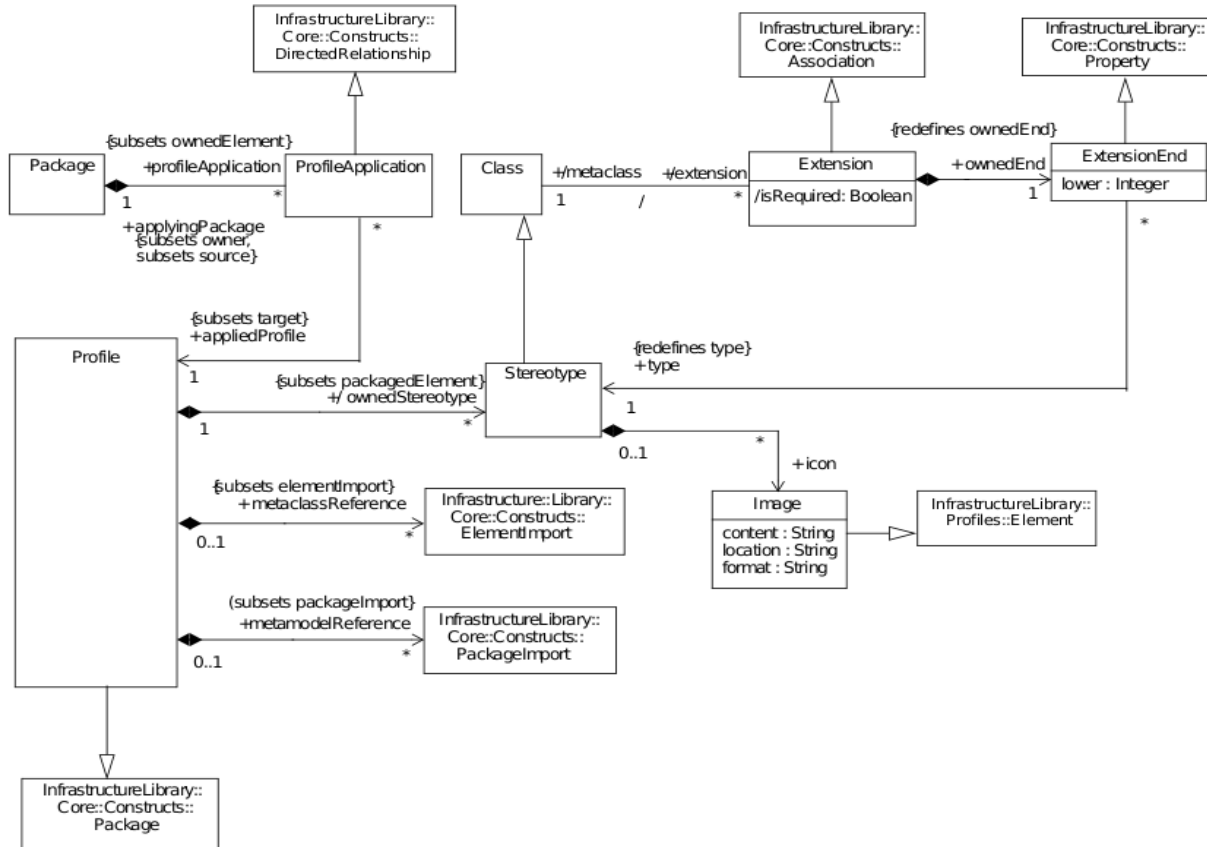 InfrastructureLibrary::
Core::Constructs::
DirectedRelationship
InfrastructureLibrary::
Core::Constructs::
Association
InfrastructureLibrary::
Core::Constructs::
Property
{subsets ownedElement}
{redefines ownedEnd}
Package
+profileApplication
ProfileApplication
Class
+/metaclass
+/extension
Extension
+ownedEnd
ExtensionEnd
1
*
1
/
*
/isRequired: Boolean
1
lower : Integer
+applyingPackage
{subsets owner,
subsets source}
*
*
{subsets target}
+appliedProfile
1
Profile
{redefines type}
+type
1
{subsets packagedElement}
+/ ownedStereotype
1
*
Stereotype
0..1
*
+icon
{subsets elementImport}
+metaclassReference
0..1
*
Infrastructure::Library::
Core::Constructs::
ElementImport
Image
content : String
location : String
format : String
InfrastructureLibrary::
Profiles::Element
(subsets packageImport}
+metamodelReference
0..1
*
InfrastructureLibrary::
Core::Constructs::
PackageImport
InfrastructureLibrary::
Core::Constructs::
Package